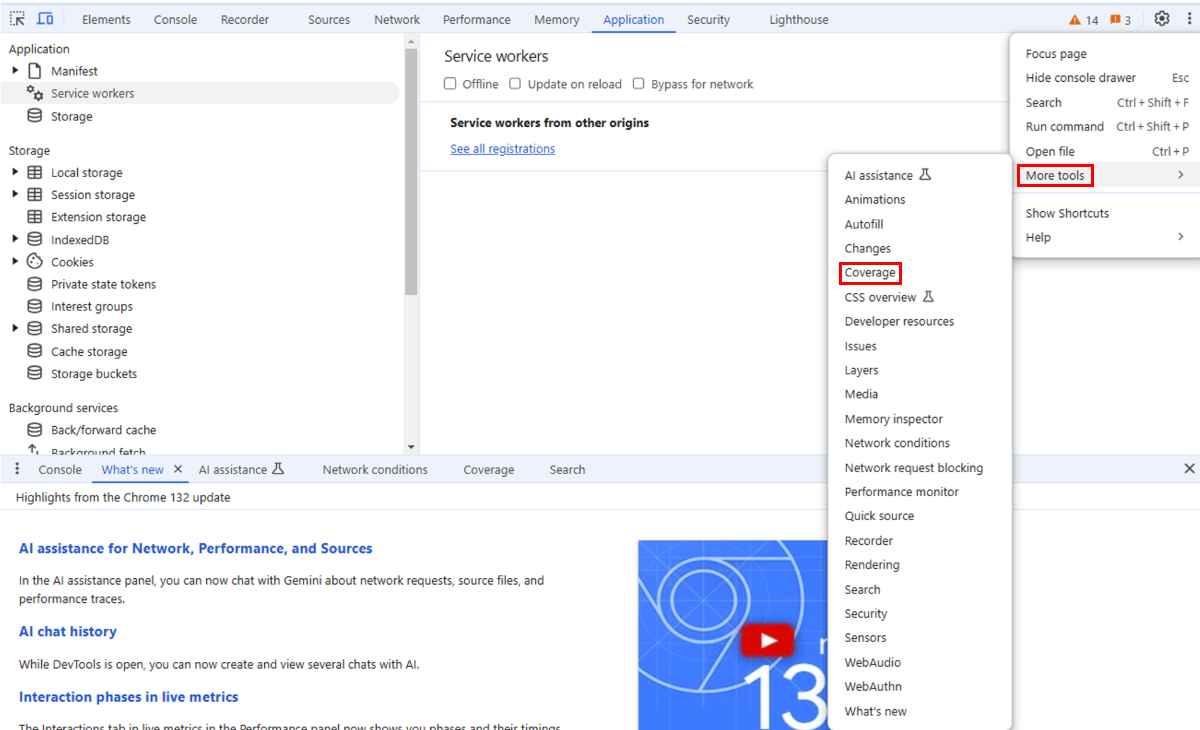 Elements Console Recorder Sources Network Performance Memory Application Security Lighthouse 14 3
Application
Manifest
Service workers
Storage
Storage
Local storage
Session storage
Extension storage
IndexedDB
Cookies
Private state tokens
Interest groups
Shared storage
Cache storage
Storage buckets
Background services
Back/forward cache
Background fetch
Service workers
Offline Update on reload Bypass for network
Service workers from other origins
See all registrations
Focus page
Hide console drawer Esc
Search Ctrl + Shift + F
Run command Ctrl + Shift + P
Open file Ctrl + P
More tools
Show Shortcuts
Help
AI assistance
Animations
Autofill
Changes
Coverage
CSS overview
Developer resources
Issues
Layers
Media
Memory inspector
Network conditions
Network request blocking
Performance monitor
Quick source
Recorder
Rendering
Search
Security
Sensors
WebAudio
WebAuthn
What's new
Console What's new AI assistance Network conditions Coverage Search
Highlights from the Chrome 132 update
AI assistance for Network, Performance, and Sources
In the AI assistance panel, you can now chat with Gemini about network requests, source files, and
performance traces.
AI chat history
While DevTools is open, you can now create and view several chats with AI.
Interaction phases in live metrics
The Interactions tab in live metrics in the Performance panel now shows you phases and their timings
13